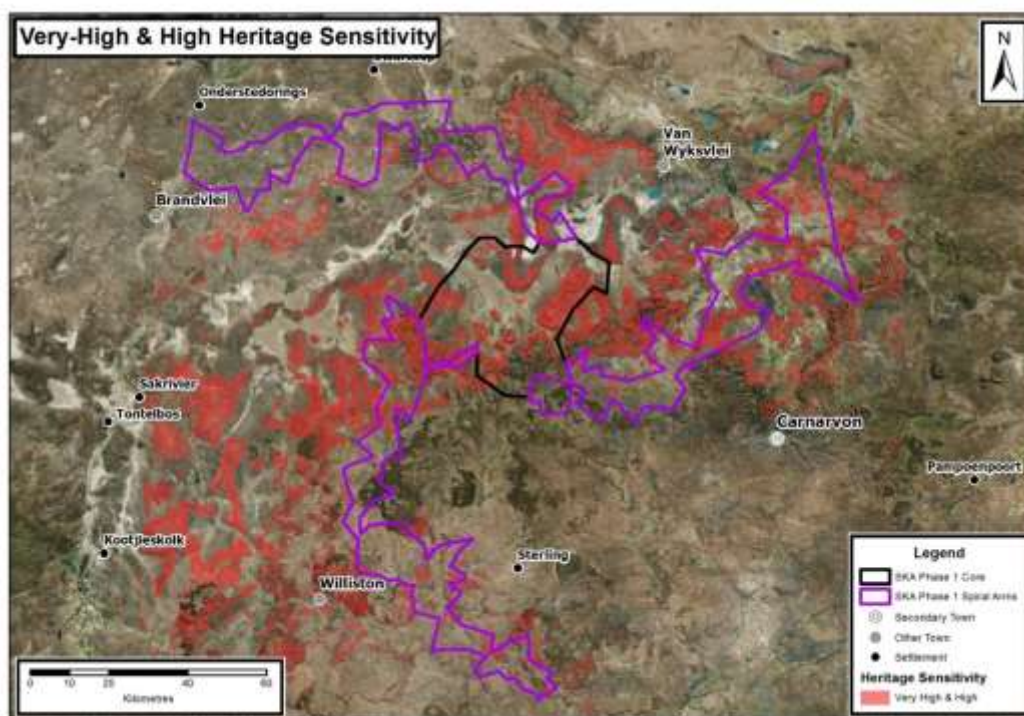 Very-High & High Heritage Sensitivity
N
Onderstedorings
Van
Wyksvlei
Brandvlei
Sakrivier
Tontelbos
Carnarvon
Pampoenpoort
Kootjieskolk
Sterling
Williston
Legend
SKA Phase 1 Core
SKA Phase 1 Spiral Arms
Secondary Town
Other Town
Settlement
Heritage Sensitivity
Very High & High
0 10 20 40 60
Kilometres